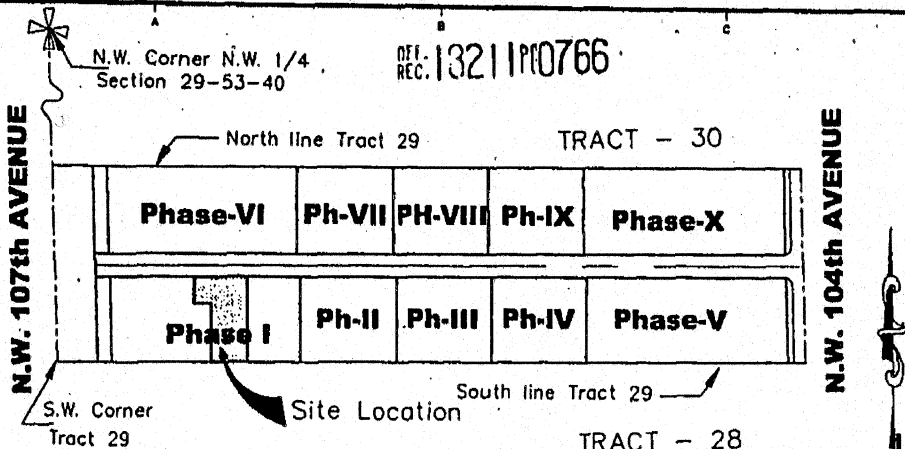 A B C
N.W. Corner N.W. 1/4
Section 29-53-40
OFF. REC. 13211PG0766
North line Tract 29
TRACT - 30
N.W. 107th AVENUE
N.W. 104th AVENUE
Phase-VI Ph-VII PH-VIII Ph-IX Phase-X
Phase I Ph-II Ph-III Ph-IV Phase-V
South line Tract 29
Site Location
S.W. Corner
Tract 29
TRACT - 28